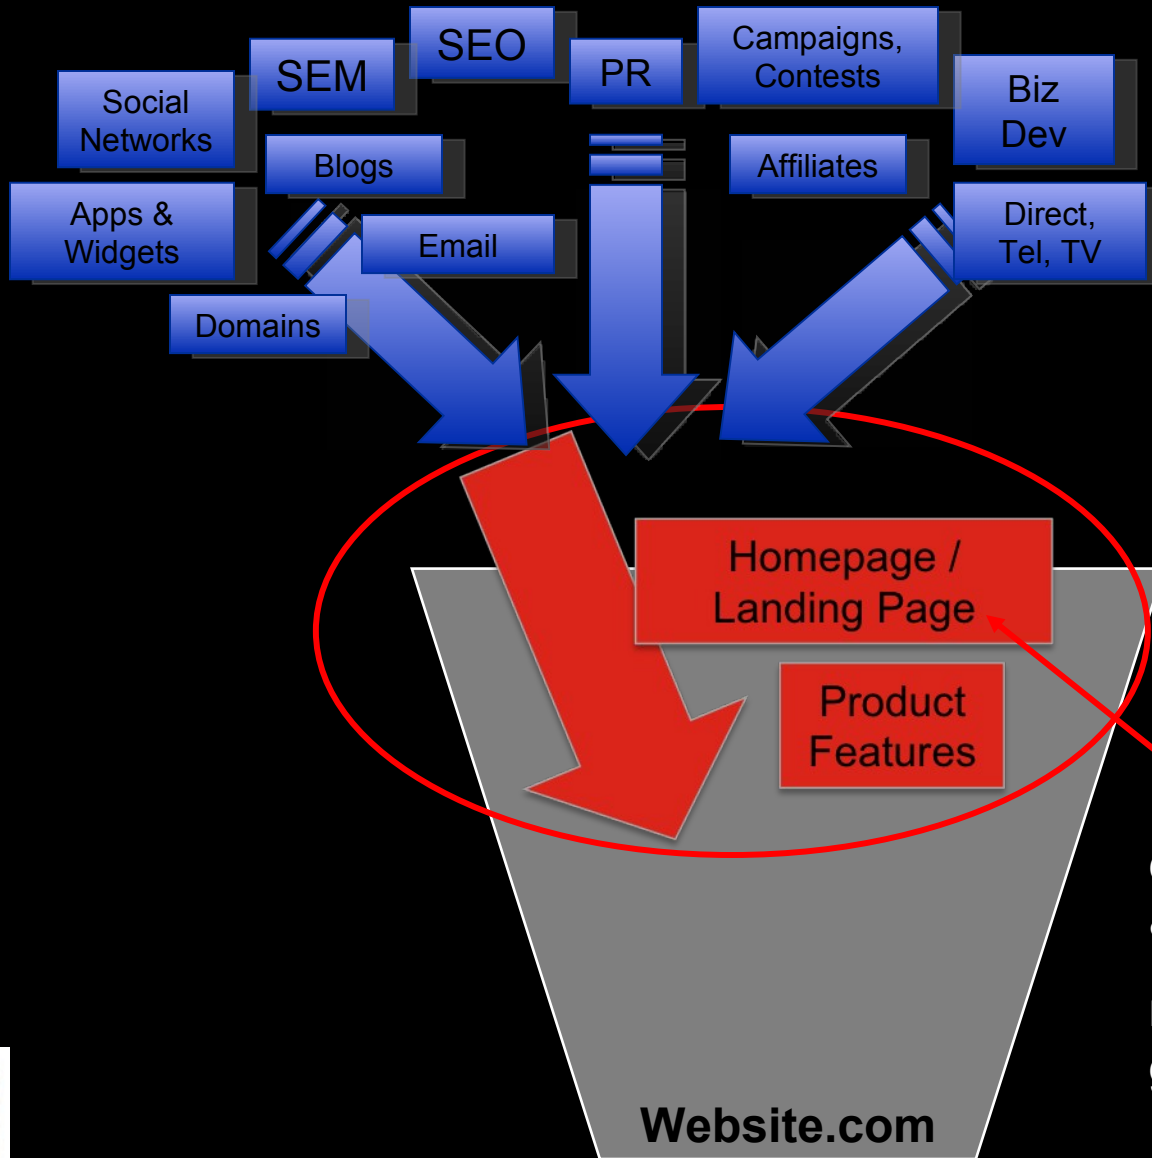 SEO
SEM
PR
Campaigns,
Contests
Biz
Dev
Social
Networks
Blogs
Affiliates
Apps &
Widgets
Email
Direct,
Tel, TV
Domains
Homepage /
Landing Page
Product
Features
Website.com